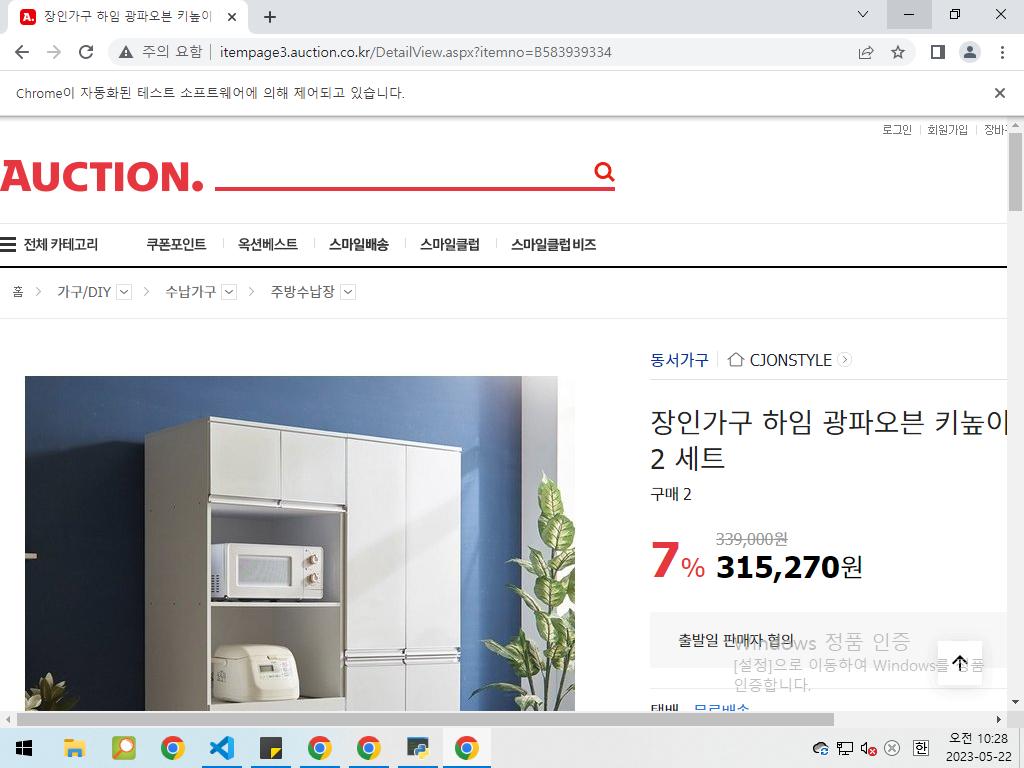 장인가구 하임 광파오븐 키높이
주의 요함
itempage3.auction.co.kr/DetailView.aspx?itemno=B583939334
Chrome이 자동화된 테스트 소프트웨어에 의해 제어되고 있습니다.
로그인 회원가입 장바구
AUCTION.
전체 카테고리 쿠폰포인트 옥션베스트 스마일배송 스마일클럽 스마일클럽 비즈
홈 가구/DIY 수납가구 주방수납장
동서가구 CJONSTYLE
장인가구 하임 광파오븐 키높이
2 세트
구매 2
339,000원
7% 315,270원
출발일 판매자 협의
Windows 정품 인증
[설정]으로 이동하여 Windows를 정품
인증합니다.
택배 무료배송
한
오전 10:28
2023-05-22